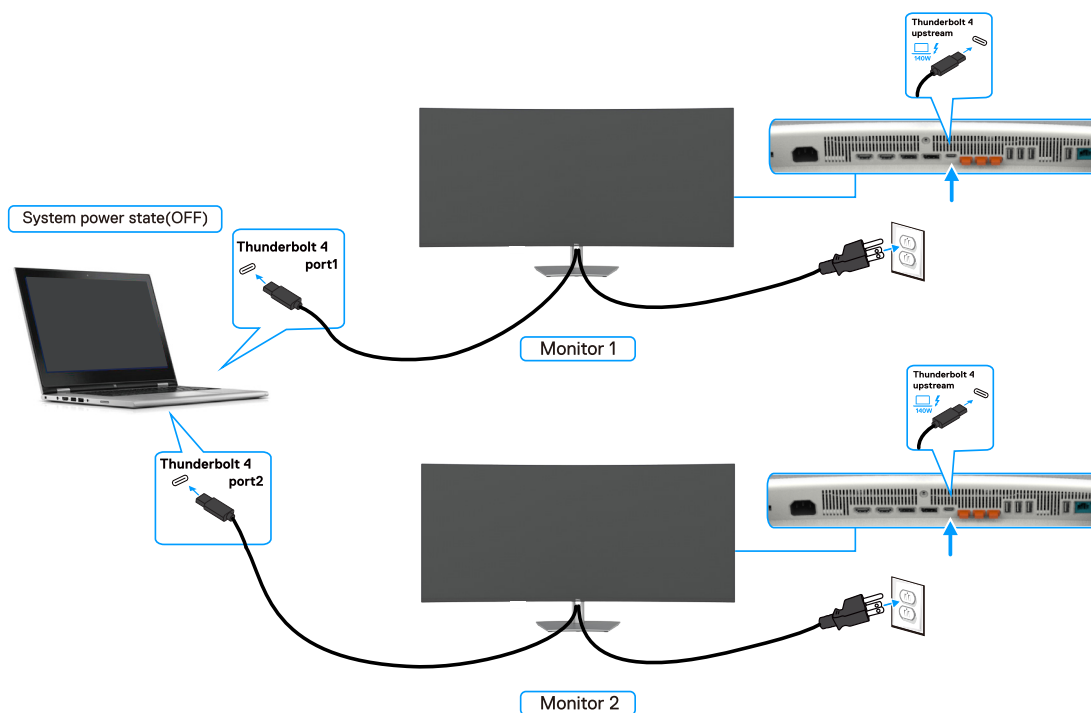 Thunderbolt 4
upstream
140W
System power state(OFF)
Thunderbolt 4
port1
Monitor 1
Thunderbolt 4
upstream
140W
Thunderbolt 4
port2
Monitor 2